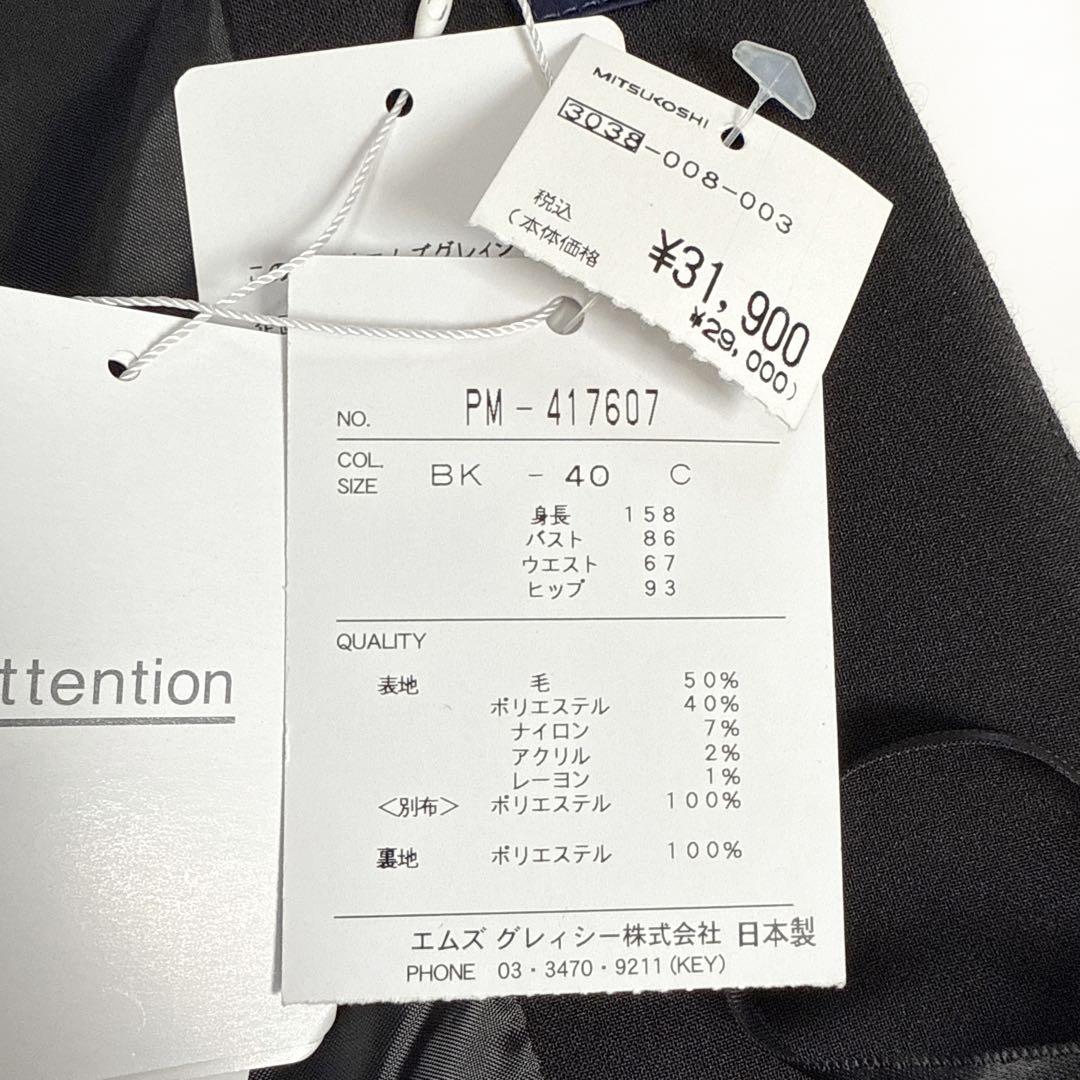 MITSUKOSHI
3038-008-003
税込 ¥31,900
(本体価格 ¥29,000)
NO. PM-417607
COL. SIZE BK - 40 C
身長 158
バスト 86
ウエスト 67
ヒップ 93
QUALITY
表地 毛 50%
ポリエステル 40%
ナイロン 7%
アクリル 2%
レーヨン 1%
<別布> ポリエステル 100%
裏地 ポリエステル 100%
エムズ グレィシー株式会社 日本製
PHONE 03・3470・9211(KEY)
ttention